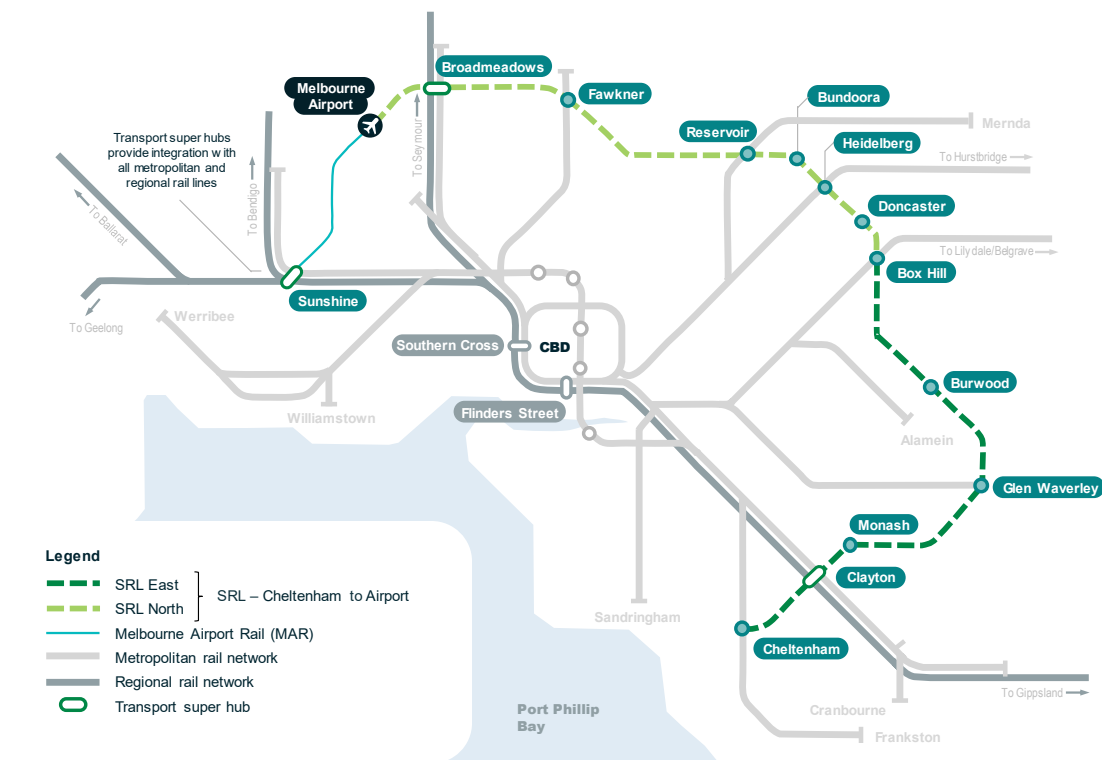 Broadmeadows
Melbourne
Airport
Fawkner
Bundoora
Reservoir
Mernda
Heidelberg
To Hurstbridge
Transport super hubs
provide integration with
all metropolitan and
regional rail lines
To Seymour
To Bendigo
To Ballarat
Doncaster
To Lilydale/Belgrave
Box Hill
Sunshine
Werribee
To Geelong
Southern Cross
CBD
Burwood
Flinders Street
Williamstown
Alamein
Glen Waverley
Monash
Clayton
Legend
SRL East
SRL North
SRL – Cheltenham to Airport
Melbourne Airport Rail (MAR)
Metropolitan rail network
Regional rail network
Transport super hub
Sandringham
Cheltenham
To Gippsland
Cranbourne
Port Phillip
Bay
Frankston